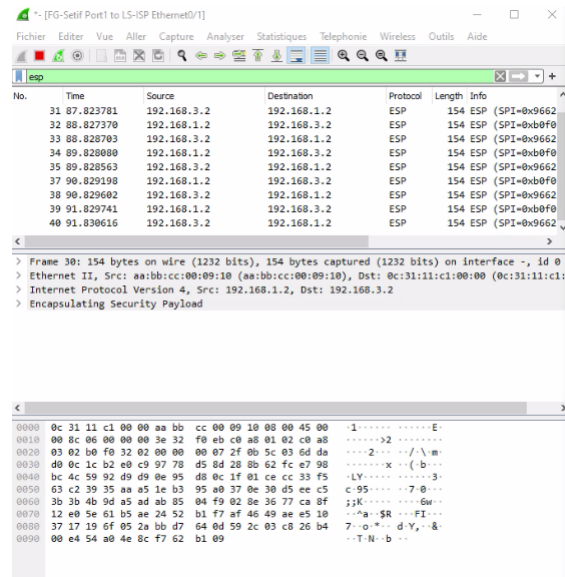 *- [FG-Setif Port1 to LS-ISP Ethernet0/1]
Fichier Editer Vue Aller Capture Analyser Statistiques Telephonie Wireless Outils Aide
esp
No. Time Source Destination Protocol Length Info
31 87.823781 192.168.3.2 192.168.1.2 ESP 154 ESP (SPI=0x9662
32 88.827370 192.168.1.2 192.168.3.2 ESP 154 ESP (SPI=0xb0f0
33 88.828703 192.168.3.2 192.168.1.2 ESP 154 ESP (SPI=0x9662
34 89.828080 192.168.1.2 192.168.3.2 ESP 154 ESP (SPI=0xb0f0
35 89.828563 192.168.3.2 192.168.1.2 ESP 154 ESP (SPI=0x9662
37 90.829198 192.168.1.2 192.168.3.2 ESP 154 ESP (SPI=0xb0f0
38 90.829602 192.168.3.2 192.168.1.2 ESP 154 ESP (SPI=0x9662
39 91.829741 192.168.1.2 192.168.3.2 ESP 154 ESP (SPI=0xb0f0
40 91.830616 192.168.3.2 192.168.1.2 ESP 154 ESP (SPI=0x9662
> Frame 30: 154 bytes on wire (1232 bits), 154 bytes captured (1232 bits) on interface -, id 0
> Ethernet II, Src: aa:bb:cc:00:09:10 (aa:bb:cc:00:09:10), Dst: 0c:31:11:c1:00:00 (0c:31:11:c1:
> Internet Protocol Version 4, Src: 192.168.1.2, Dst: 192.168.3.2
> Encapsulating Security Payload
0000 0c 31 11 c1 00 00 aa bb cc 00 09 10 08 00 45 00 ·1······ ······E·
0010 00 8c 06 00 00 00 3e 32 f0 eb c0 a8 01 02 c0 a8 ······>2 ········
0020 03 02 b0 f0 32 02 00 00 00 07 2f 0b 5c 03 6d da ····2··· ··/·\·m·
0030 d0 0c 1c b2 e0 c9 97 78 d5 8d 28 8b 62 fc e7 98 ·······x ··(·b···
0040 bc 4c 59 92 d9 d9 0e 95 d8 0c 1f 01 ce cc 33 f5 ·LY····· ······3·
0050 63 c2 39 35 aa a5 1e b3 95 a0 37 0e 30 d5 ee c5 c·95···· ··7·0···
0060 3b 3b 4b 9d a5 ad ab 85 04 f9 02 8e 36 77 ca 8f ;;K····· ····6w··
0070 12 e0 5e 61 b5 ae 24 52 b1 f7 af 46 49 ae e5 10 ··^a··$R ···FI···
0080 37 17 19 6f 05 2a bb d7 64 0d 59 2c 03 c8 26 b4 7··o·*·· d·Y,··&·
0090 00 e4 54 a0 4e 8c f7 62 b1 09 ··T·N··b ··